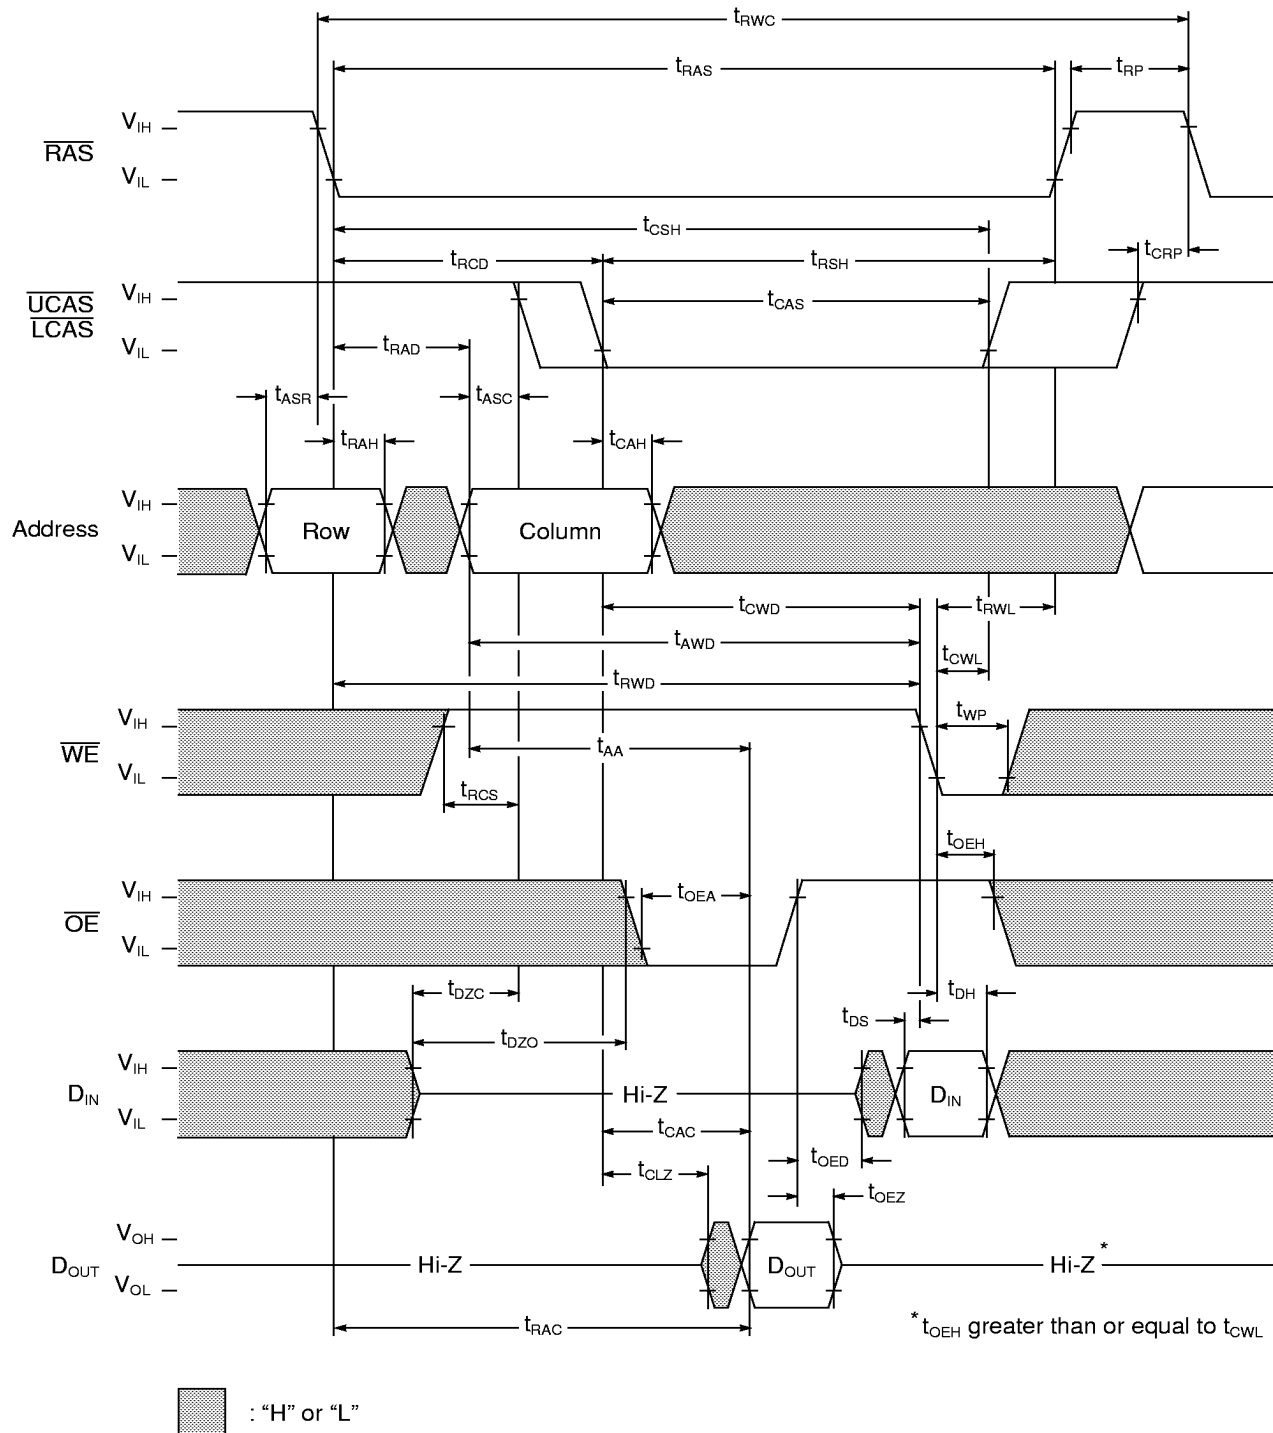 tRWC
tRAS
tRP
RAS
VIH
VIL
tCSH
tRCD
tRSH
tCRP
UCAS
LCAS
VIH
VIL
tCAS
tRAD
tASR
tASC
tRAH
tCAH
Address
VIH
VIL
Row
Column
tCWD
tRWL
tAWD
tCWL
tRWD
tWP
WE
VIH
VIL
tAA
tRCS
tOEH
OE
VIH
VIL
tOEA
tDZC
tDH
tDS
tDZO
DIN
VIH
VIL
Hi-Z
DIN
tCAC
tOED
tCLZ
tOEZ
DOUT
VOH
VOL
Hi-Z
DOUT
Hi-Z*
tRAC
* tOEH greater than or equal to tCWL
: “H” or “L”